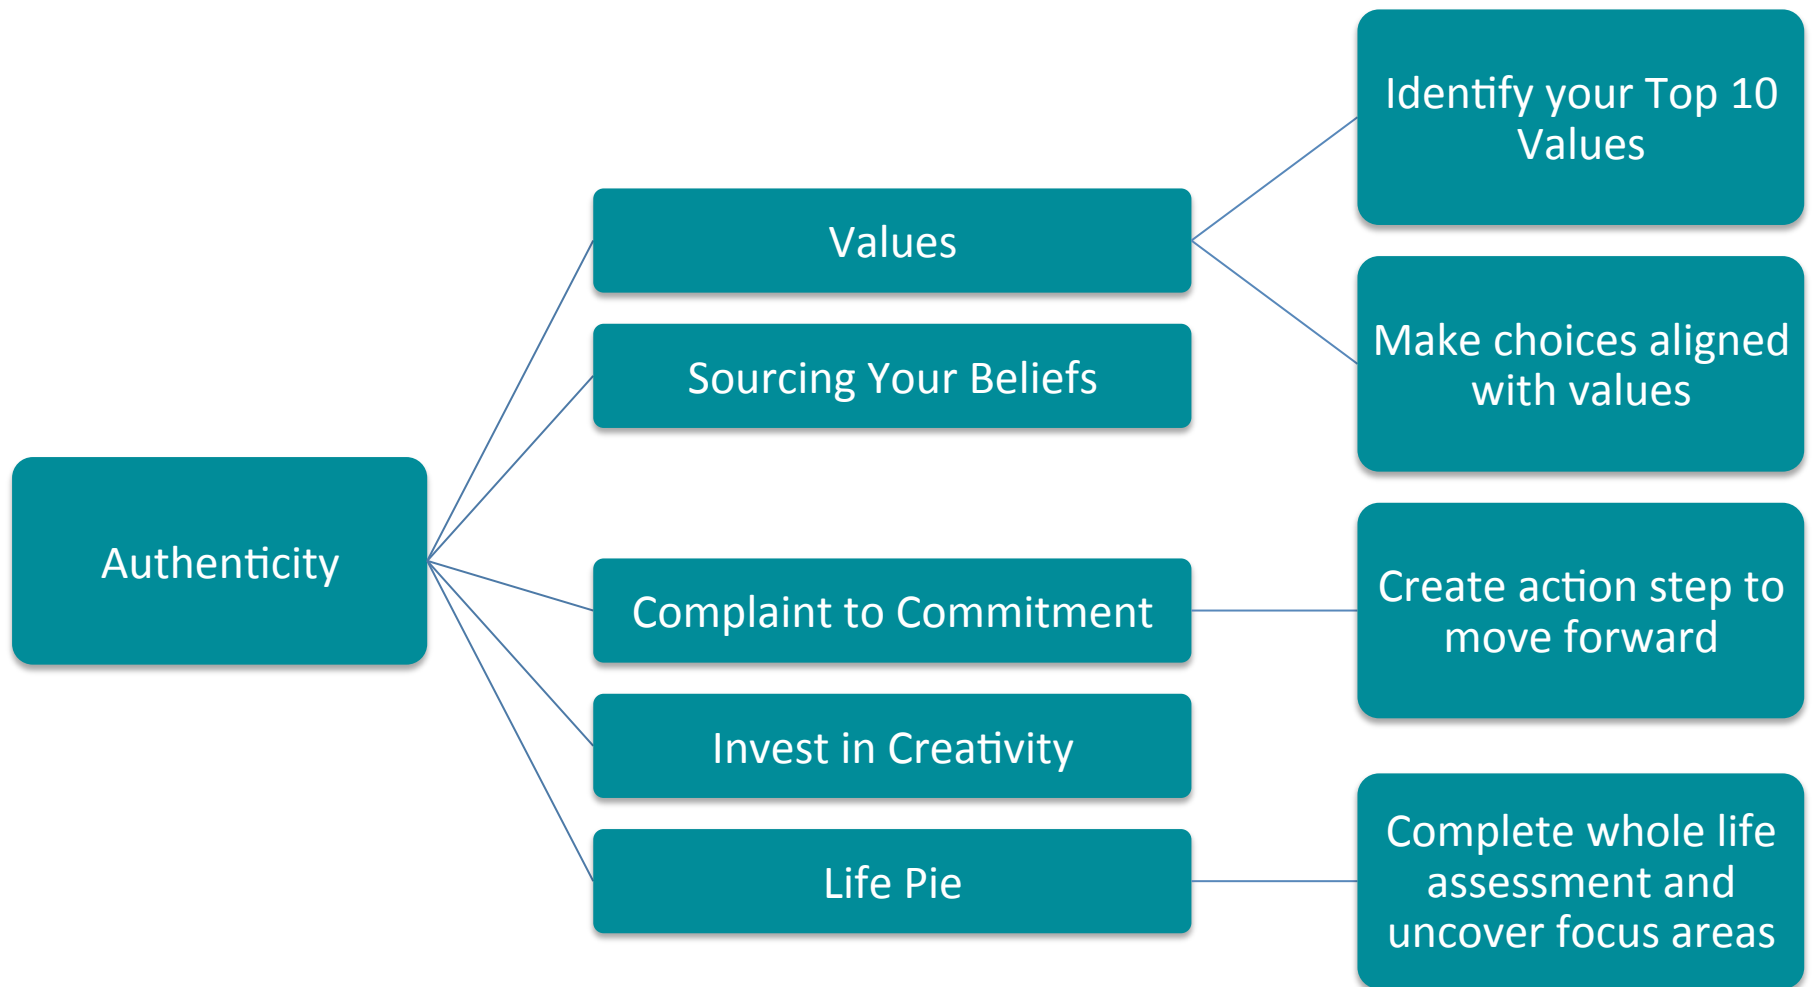 Authenticity
Values
Sourcing Your Beliefs
Complaint to Commitment
Invest in Creativity
Life Pie
Identify your Top 10
Values
Make choices aligned
with values
Create action step to
move forward
Complete whole life
assessment and
uncover focus areas